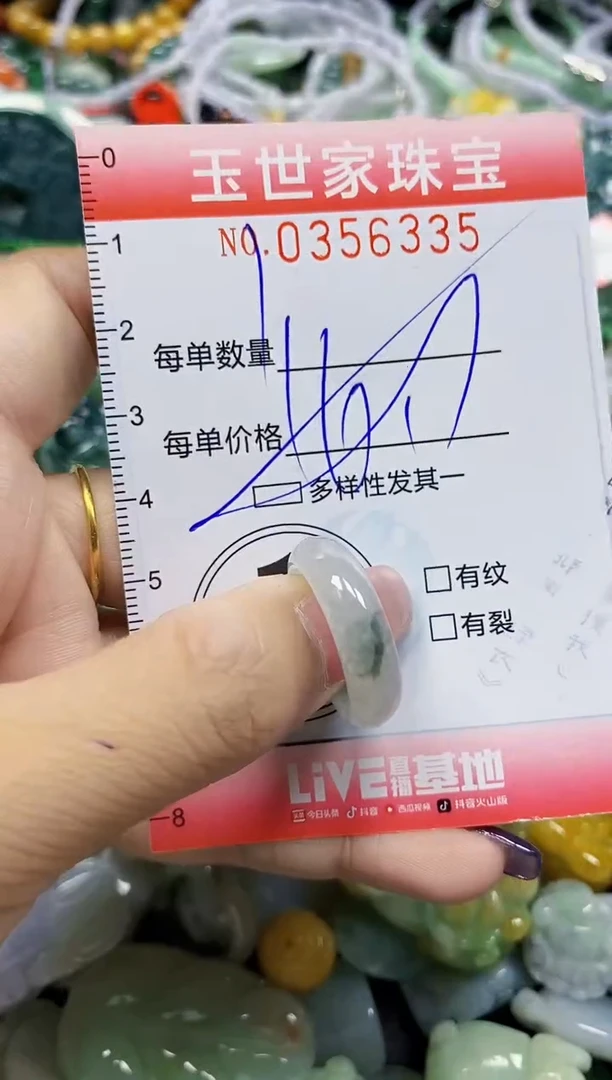 0
玉世家珠宝
NO.0356335
1
2
每单数量
3
每单价格
4
多样性发其一
5
有纹
有裂
LiVE直播基地
今日头条 抖音 西瓜视频 抖音火山版
8